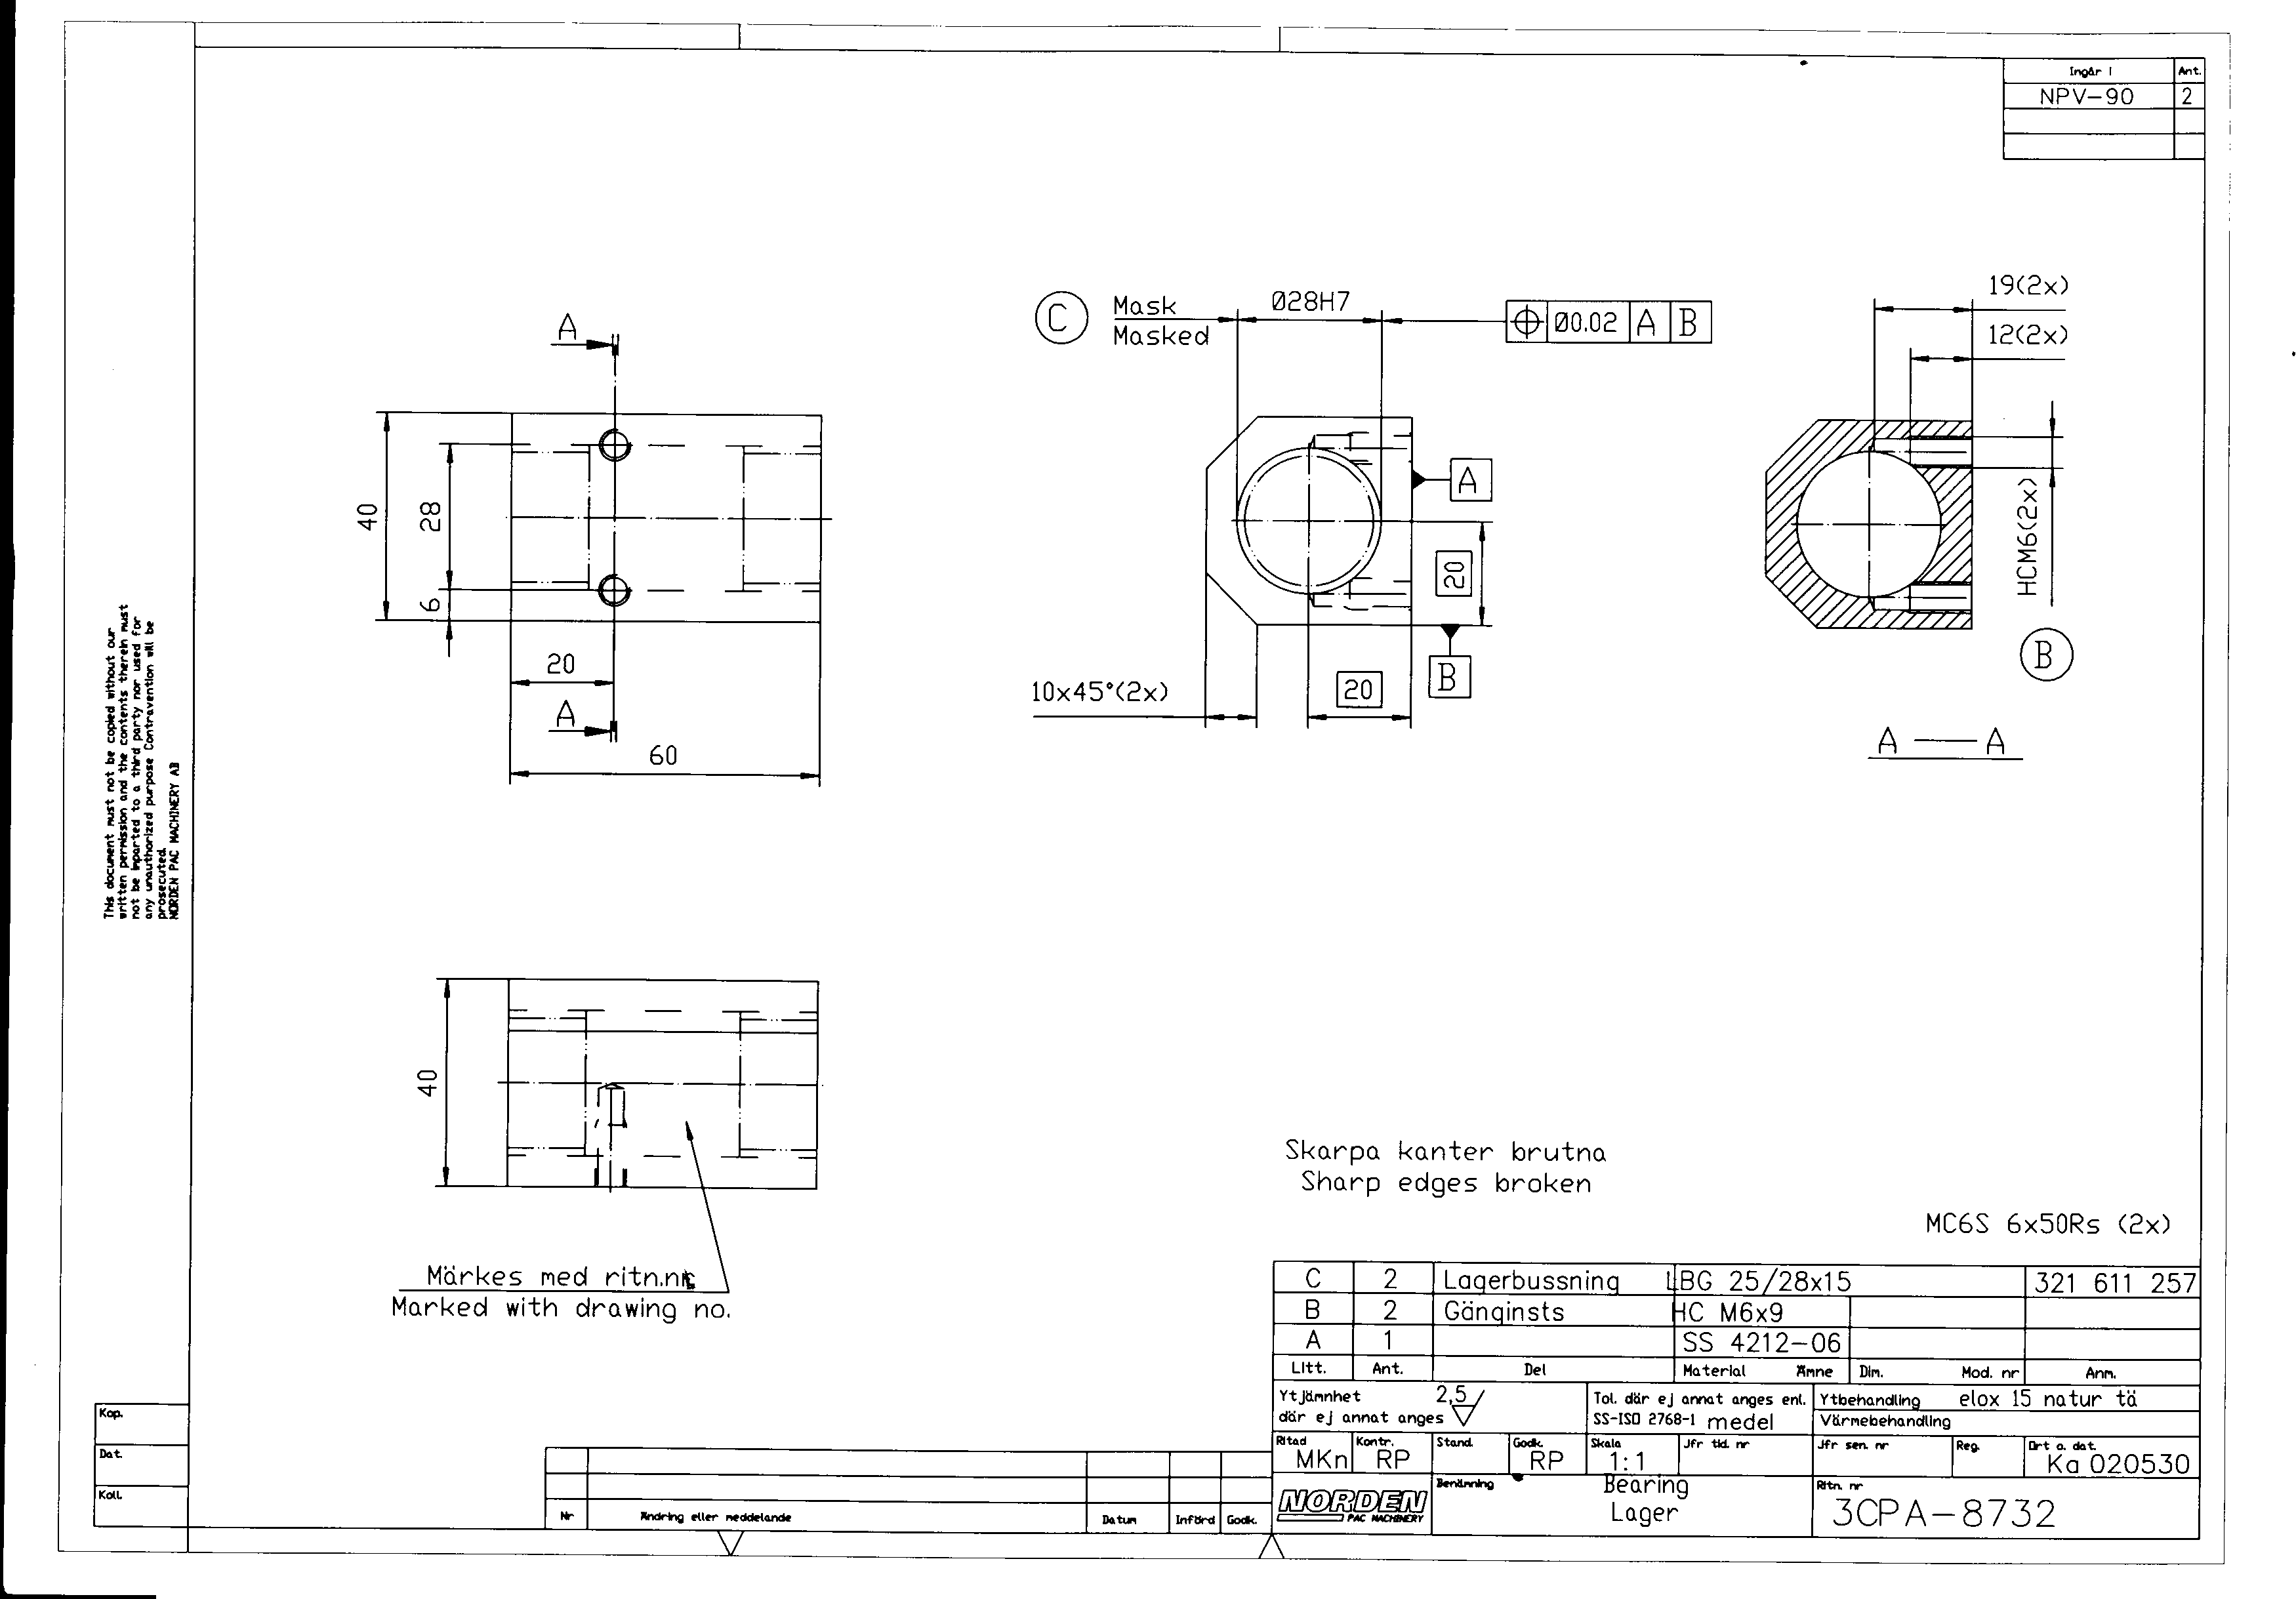 Ingår i Ant.
NPV-90 2
A
40
28
6
20
A
60
C Mask Ø28H7 Ø0.02 A B
Masked
A
20
B
20
10x45°(2x)
19(2x)
12(2x)
HCM6(2x)
B
A — A
This document must not be copied without our
written permission and the contents therein must
not be imparted to a third party nor used for
any unauthorized purpose Contravention will be
prosecuted.
NORDEN PAC MACHINERY AB
40
Märkes med ritn.nr.
Marked with drawing no.
Skarpa kanter brutna
Sharp edges broken
MC6S 6x50Rs (2x)
C 2 Lagerbussning LBG 25/28x15 321 611 257
B 2 Gänginsts HC M6x9
A 1 SS 4212-06
Litt. Ant. Del Material Ämne Dim. Mod. nr Anm.
Ytjämnhet 2,5
där ej annat anges
Tol. där ej annat anges enl.
SS-ISO 2768-1 medel
Ytbehandling elox 15 natur tä
Värmebehandling
Ritad Kontr. Stand. Godk. Skala Jfr tid. nr Jfr sen. nr Reg. Ort o. dat.
MKn RP RP 1:1 Ka 020530
NORDEN
PAC MACHINERY
Benämning Bearing
Lager
Ritn. nr
3CPA-8732
Kop.
Dat.
Koll.
Nr Ändring eller meddelande Datum Införd Godk.